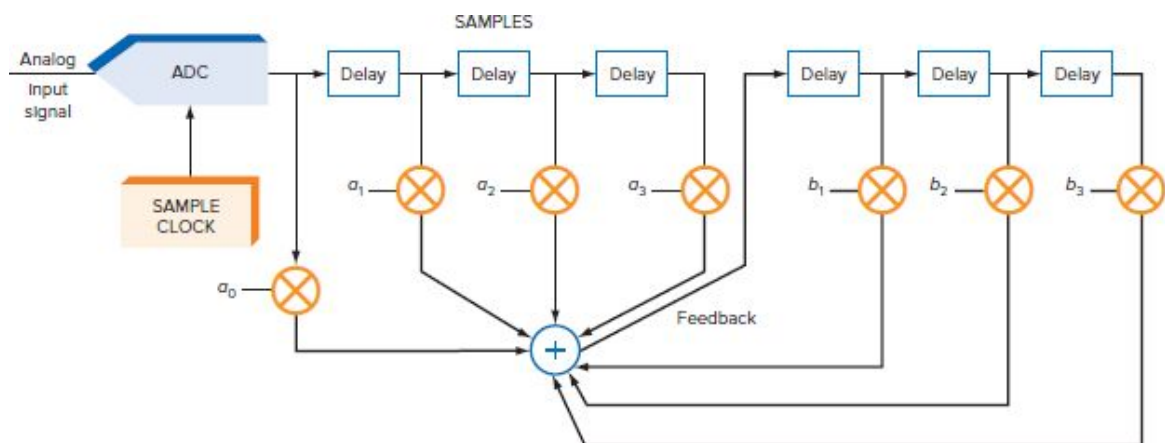 SAMPLES
Analog
Input
signal
ADC
Delay
Delay
Delay
Delay
Delay
Delay
SAMPLE
CLOCK
a₁
a₂
a₃
b₁
b₂
b₃
a₀
Feedback
+